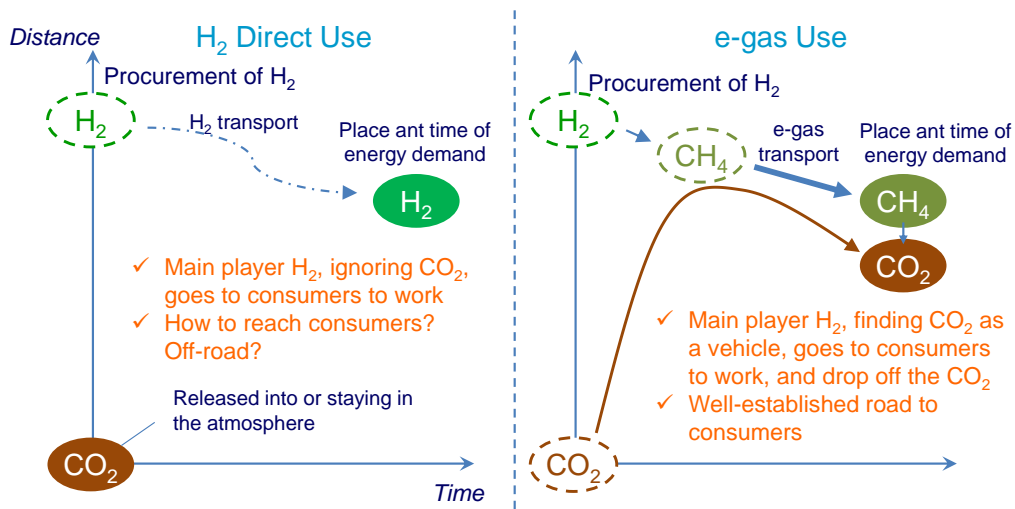 H₂ Direct Use
Distance
Procurement of H₂
H₂
H₂ transport
Place ant time of
energy demand
H₂
✓ Main player H₂, ignoring CO₂,
goes to consumers to work
✓ How to reach consumers?
Off-road?
Released into or staying in
the atmosphere
CO₂
Time
e-gas Use
Procurement of H₂
H₂
CH₄
e-gas
transport
Place ant time of
energy demand
CH₄
CO₂
✓ Main player H₂, finding CO₂ as
a vehicle, goes to consumers
to work, and drop off the CO₂
✓ Well-established road to
consumers
CO₂